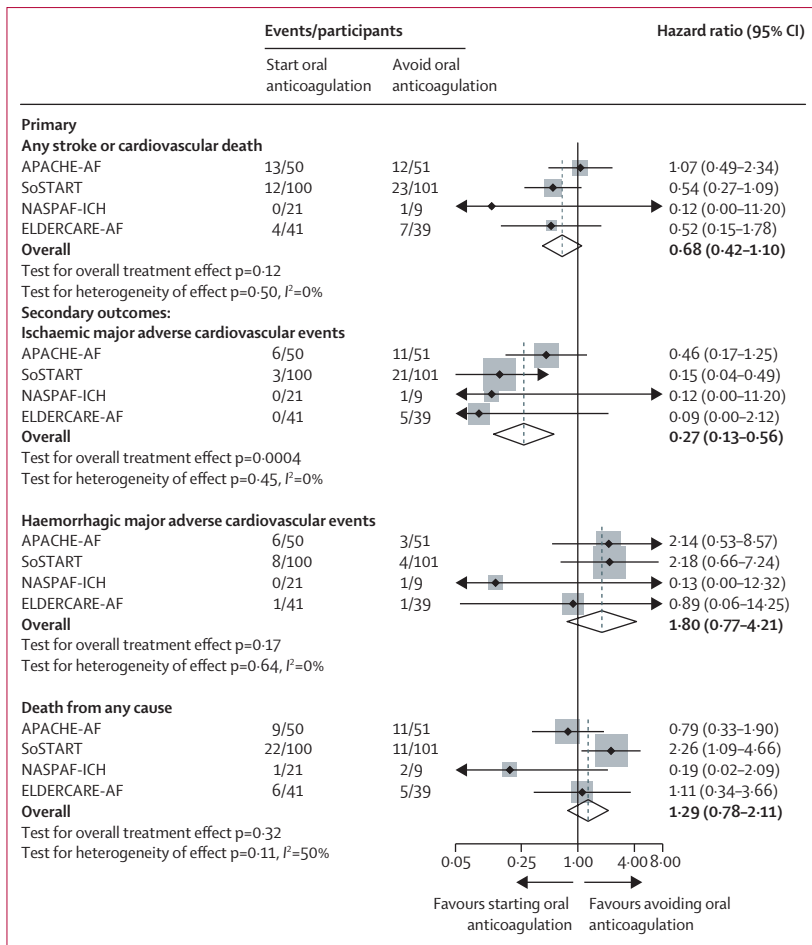 Events/participants Hazard ratio (95% CI)
Start oral anticoagulation Avoid oral anticoagulation
Primary
Any stroke or cardiovascular death
APACHE-AF 13/50 12/51 1·07 (0·49–2·34)
SoSTART 12/100 23/101 0·54 (0·27–1·09)
NASPAF-ICH 0/21 1/9 0·12 (0·00–11·20)
ELDERCARE-AF 4/41 7/39 0·52 (0·15–1·78)
Overall 0·68 (0·42–1·10)
Test for overall treatment effect p=0·12
Test for heterogeneity of effect p=0·50, I²=0%
Secondary outcomes:
Ischaemic major adverse cardiovascular events
APACHE-AF 6/50 11/51 0·46 (0·17–1·25)
SoSTART 3/100 21/101 0·15 (0·04–0·49)
NASPAF-ICH 0/21 1/9 0·12 (0·00–11·20)
ELDERCARE-AF 0/41 5/39 0·09 (0·00–2·12)
Overall 0·27 (0·13–0·56)
Test for overall treatment effect p=0·0004
Test for heterogeneity of effect p=0·45, I²=0%
Haemorrhagic major adverse cardiovascular events
APACHE-AF 6/50 3/51 2·14 (0·53–8·57)
SoSTART 8/100 4/101 2·18 (0·66–7·24)
NASPAF-ICH 0/21 1/9 0·13 (0·00–12·32)
ELDERCARE-AF 1/41 1/39 0·89 (0·06–14·25)
Overall 1·80 (0·77–4·21)
Test for overall treatment effect p=0·17
Test for heterogeneity of effect p=0·64, I²=0%
Death from any cause
APACHE-AF 9/50 11/51 0·79 (0·33–1·90)
SoSTART 22/100 11/101 2·26 (1·09–4·66)
NASPAF-ICH 1/21 2/9 0·19 (0·02–2·09)
ELDERCARE-AF 6/41 5/39 1·11 (0·34–3·66)
Overall 1·29 (0·78–2·11)
Test for overall treatment effect p=0·32
Test for heterogeneity of effect p=0·11, I²=50%
0·05 0·25 1·00 4·00 8·00
Favours starting oral anticoagulation Favours avoiding oral anticoagulation